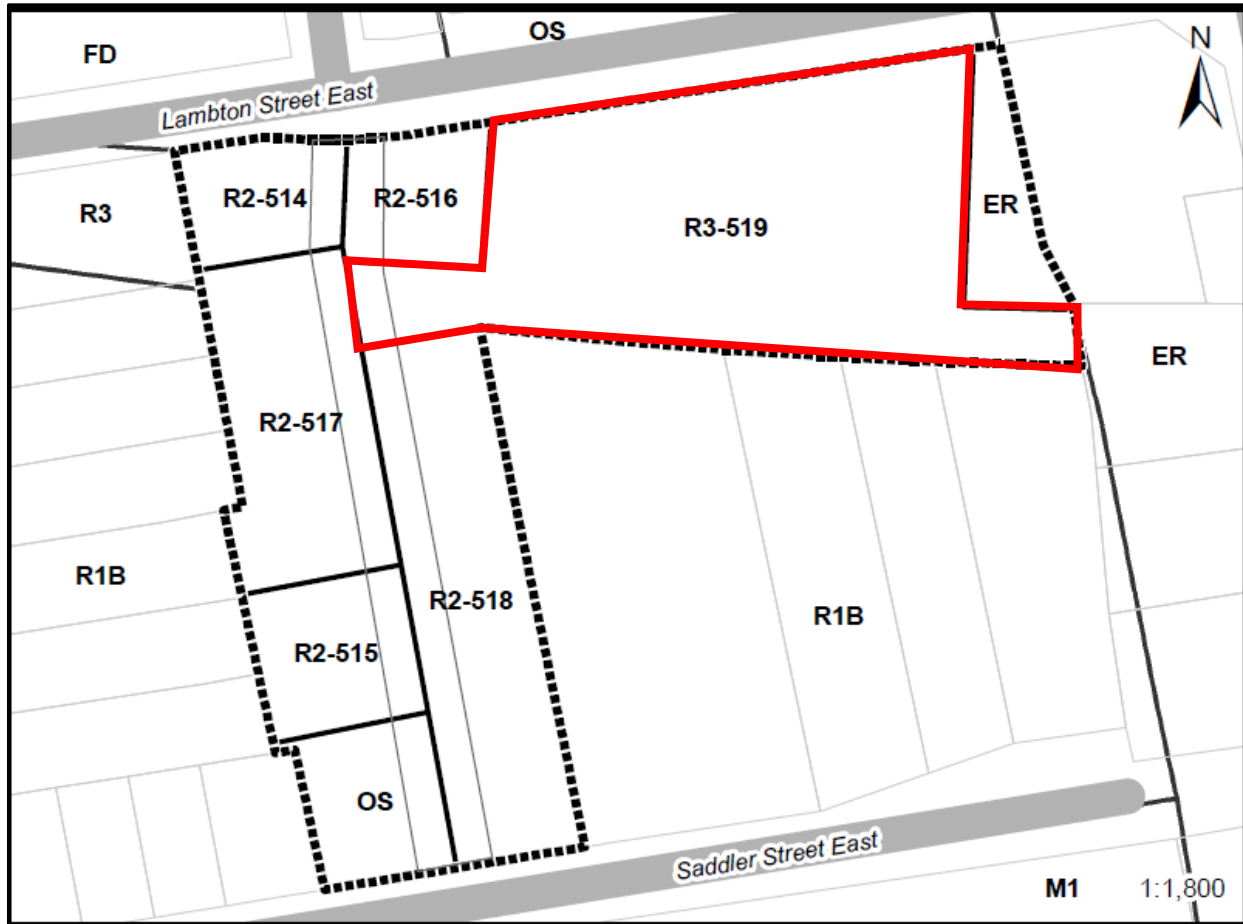 FD
OS
N
Lambton Street East
R3
R2-514
R2-516
R3-519
ER
ER
R2-517
R1B
R2-518
R1B
R2-515
OS
Saddler Street East
M1
1:1,800